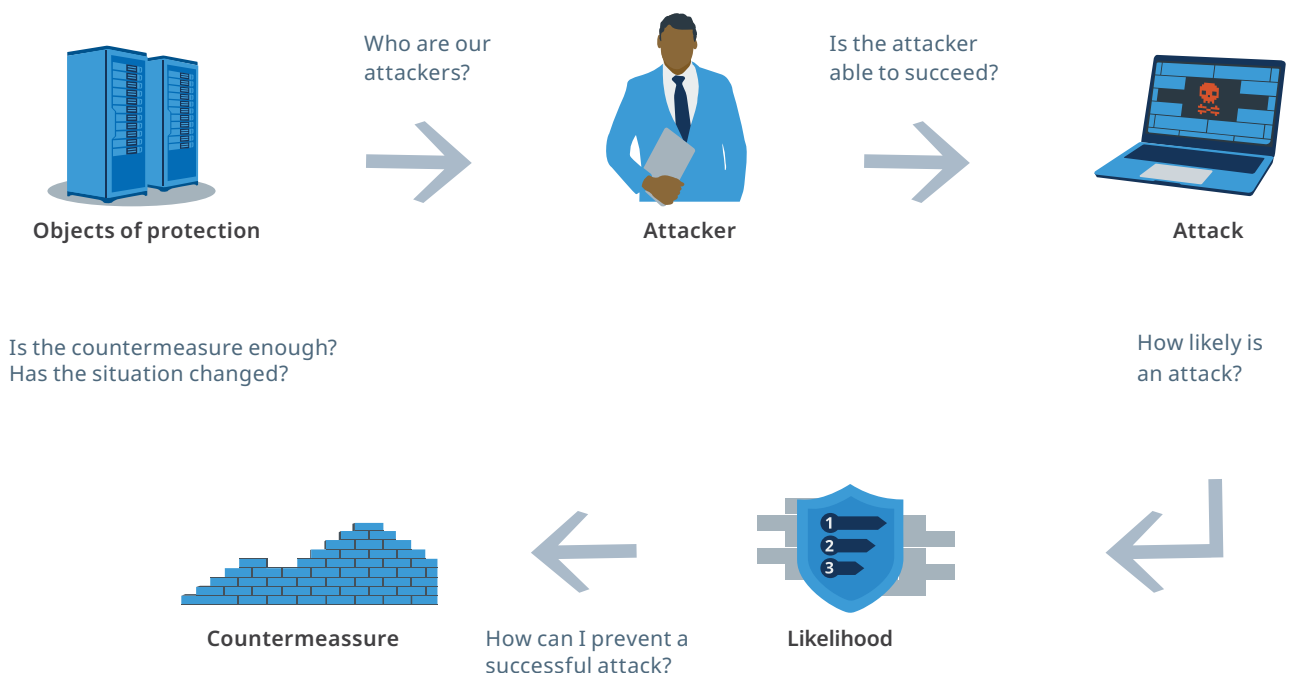 Who are our
attackers?
Is the attacker
able to succeed?
Objects of protection
Attacker
Attack
Is the countermeasure enough?
Has the situation changed?
How likely is
an attack?
1
2
3
Countermeassure
How can I prevent a
successful attack?
Likelihood